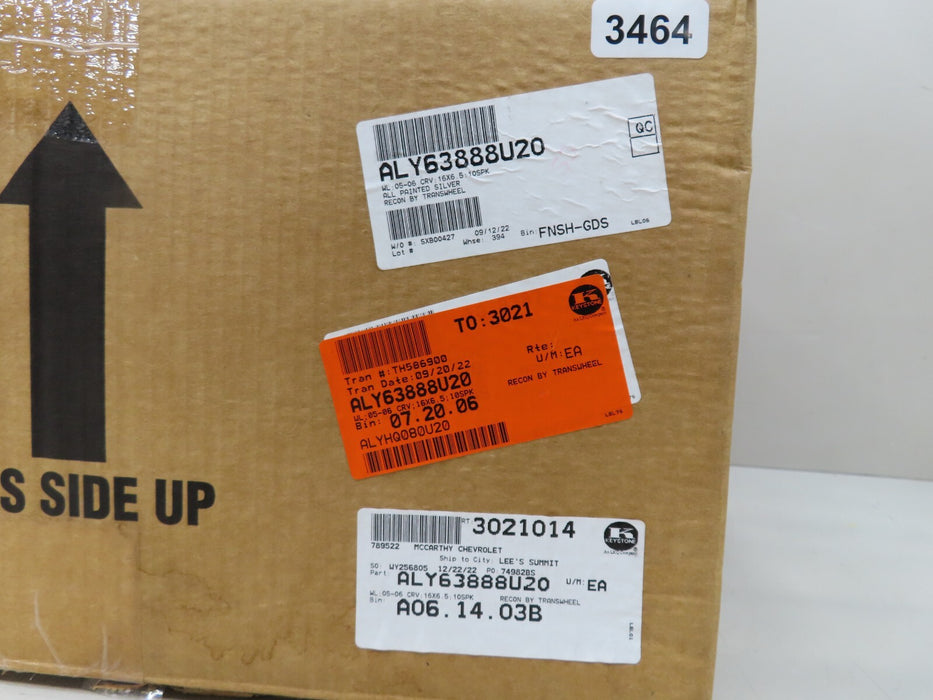 3464
ALY63888U20
QC
WL:05-06 CRV;16X6.5;10SPK
ALL PAINTED SILVER
RECON BY TRANSWHEEL
W/O #: SXB00427 09/12/22 Bin: FNSH-GDS
Lot # Whse: 394 LBL06
TO:3021
K
KEYSTONE
Tran #:TH586900 Rte:
Tran Date:09/20/22 U/M:EA
ALY63888U20 RECON BY TRANSWHEEL
WL:05-06 CRV;16X6.5;10SPK
Bin: 07.20.06
ALYHQ080U20
S SIDE UP
RT: 3021014
K
KEYSTONE
789522 MCCARTHY CHEVROLET
Ship to City: LEE'S SUMMIT
SO: WY256805 12/22/22 PO: 74982BS
Part: ALY63888U20 U/M: EA
WL:05-06 CRV;16X6.5;10SPK RECON BY TRANSWHEEL
Bin: A06.14.03B